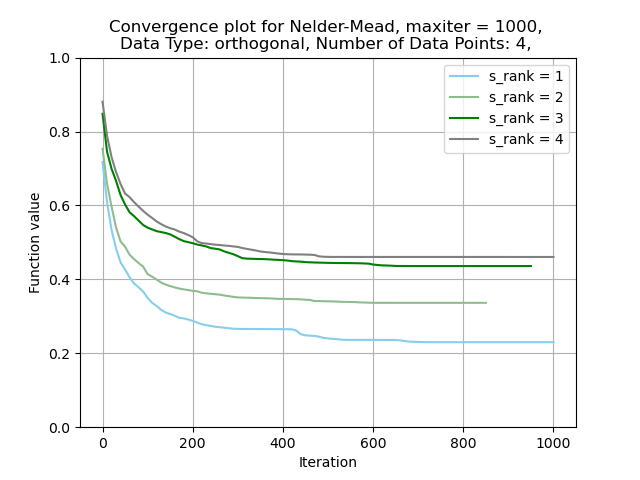 Convergence plot for Nelder-Mead, maxiter = 1000,
Data Type: orthogonal, Number of Data Points: 4,
1.0
0.8
0.6
0.4
0.2
0.0
Function value
s_rank = 1
s_rank = 2
s_rank = 3
s_rank = 4
0 200 400 600 800 1000
Iteration